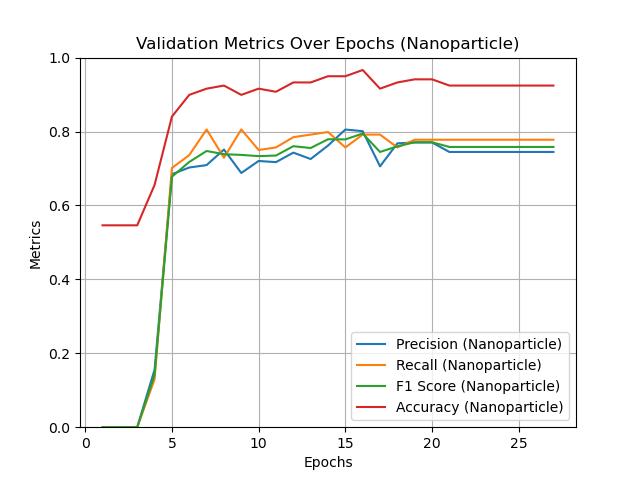 Validation Metrics Over Epochs (Nanoparticle)
1.0
0.8
0.6
0.4
0.2
0.0
Metrics
Precision (Nanoparticle)
Recall (Nanoparticle)
F1 Score (Nanoparticle)
Accuracy (Nanoparticle)
0 5 10 15 20 25
Epochs